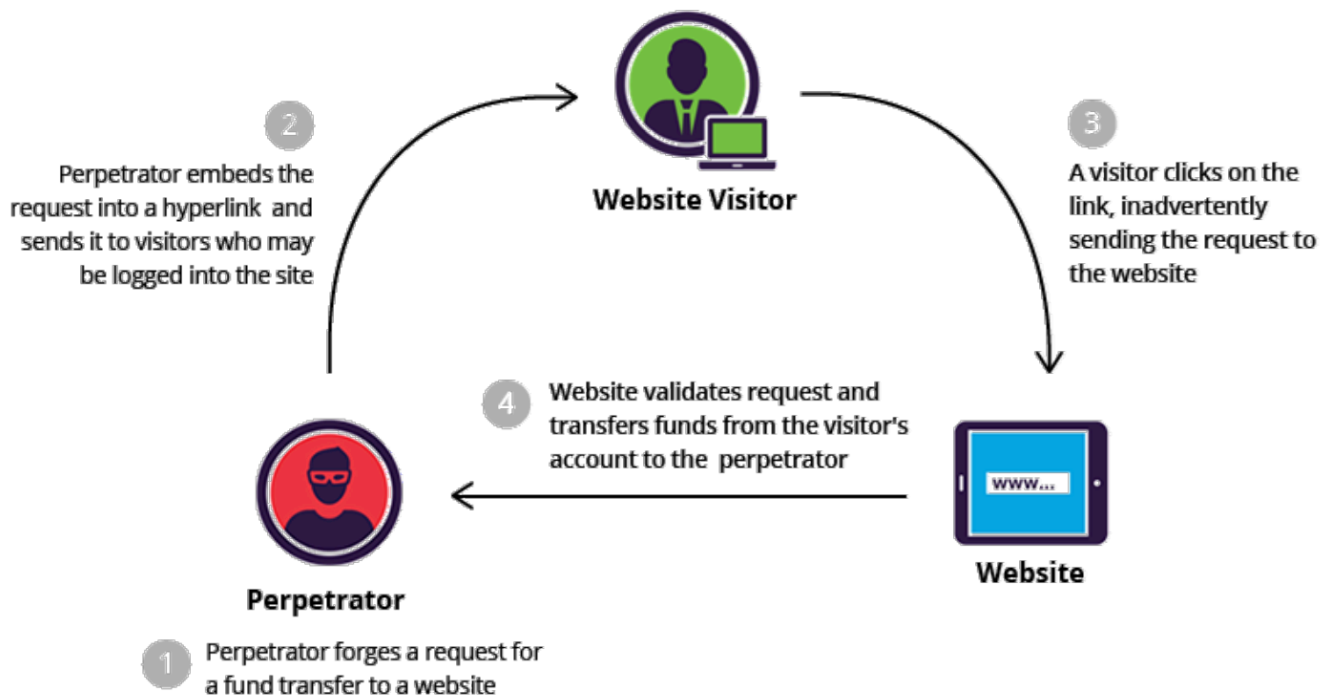 2
Perpetrator embeds the
request into a hyperlink and
sends it to visitors who may
be logged into the site
Website Visitor
3
A visitor clicks on the
link, inadvertently
sending the request to
the website
4
Website validates request and
transfers funds from the visitor's
account to the perpetrator
www...
Website
Perpetrator
1
Perpetrator forges a request for
a fund transfer to a website